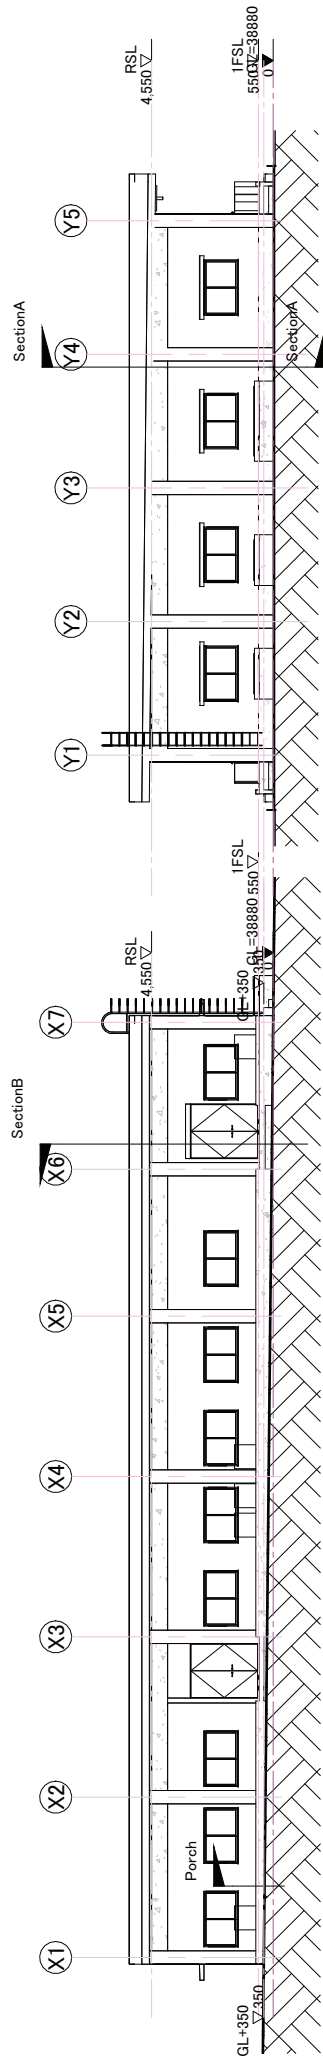 RSL
4,550
1FSL
550
GL=38880
0
Y5
SectionA
SectionA
Y4
Y3
Y2
Y1
1FSL
550
RSL
4,550
GL=38880
0
GL+350
350
X7
SectionB
X6
X5
X4
X3
X2
Porch
X1
GL+350
350